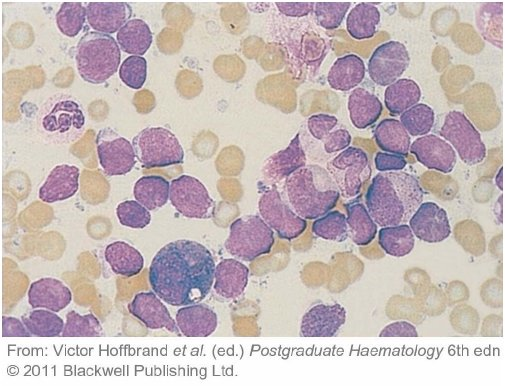 From: Victor Hoffbrand et al. (ed.) Postgraduate Haematology 6th edn
© 2011 Blackwell Publishing Ltd.